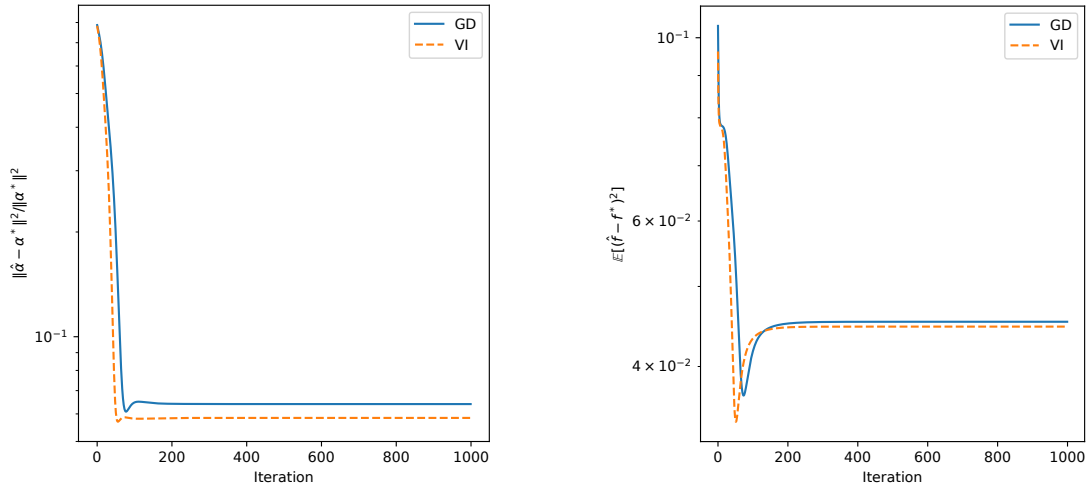 GD
VI
10⁻¹
‖α̂ − α*‖²/‖α*‖²
0
200
400
600
800
1000
Iteration
GD
VI
10⁻¹
6 × 10⁻²
4 × 10⁻²
𝔼[(f̂ − f*)²]
0
200
400
600
800
1000
Iteration